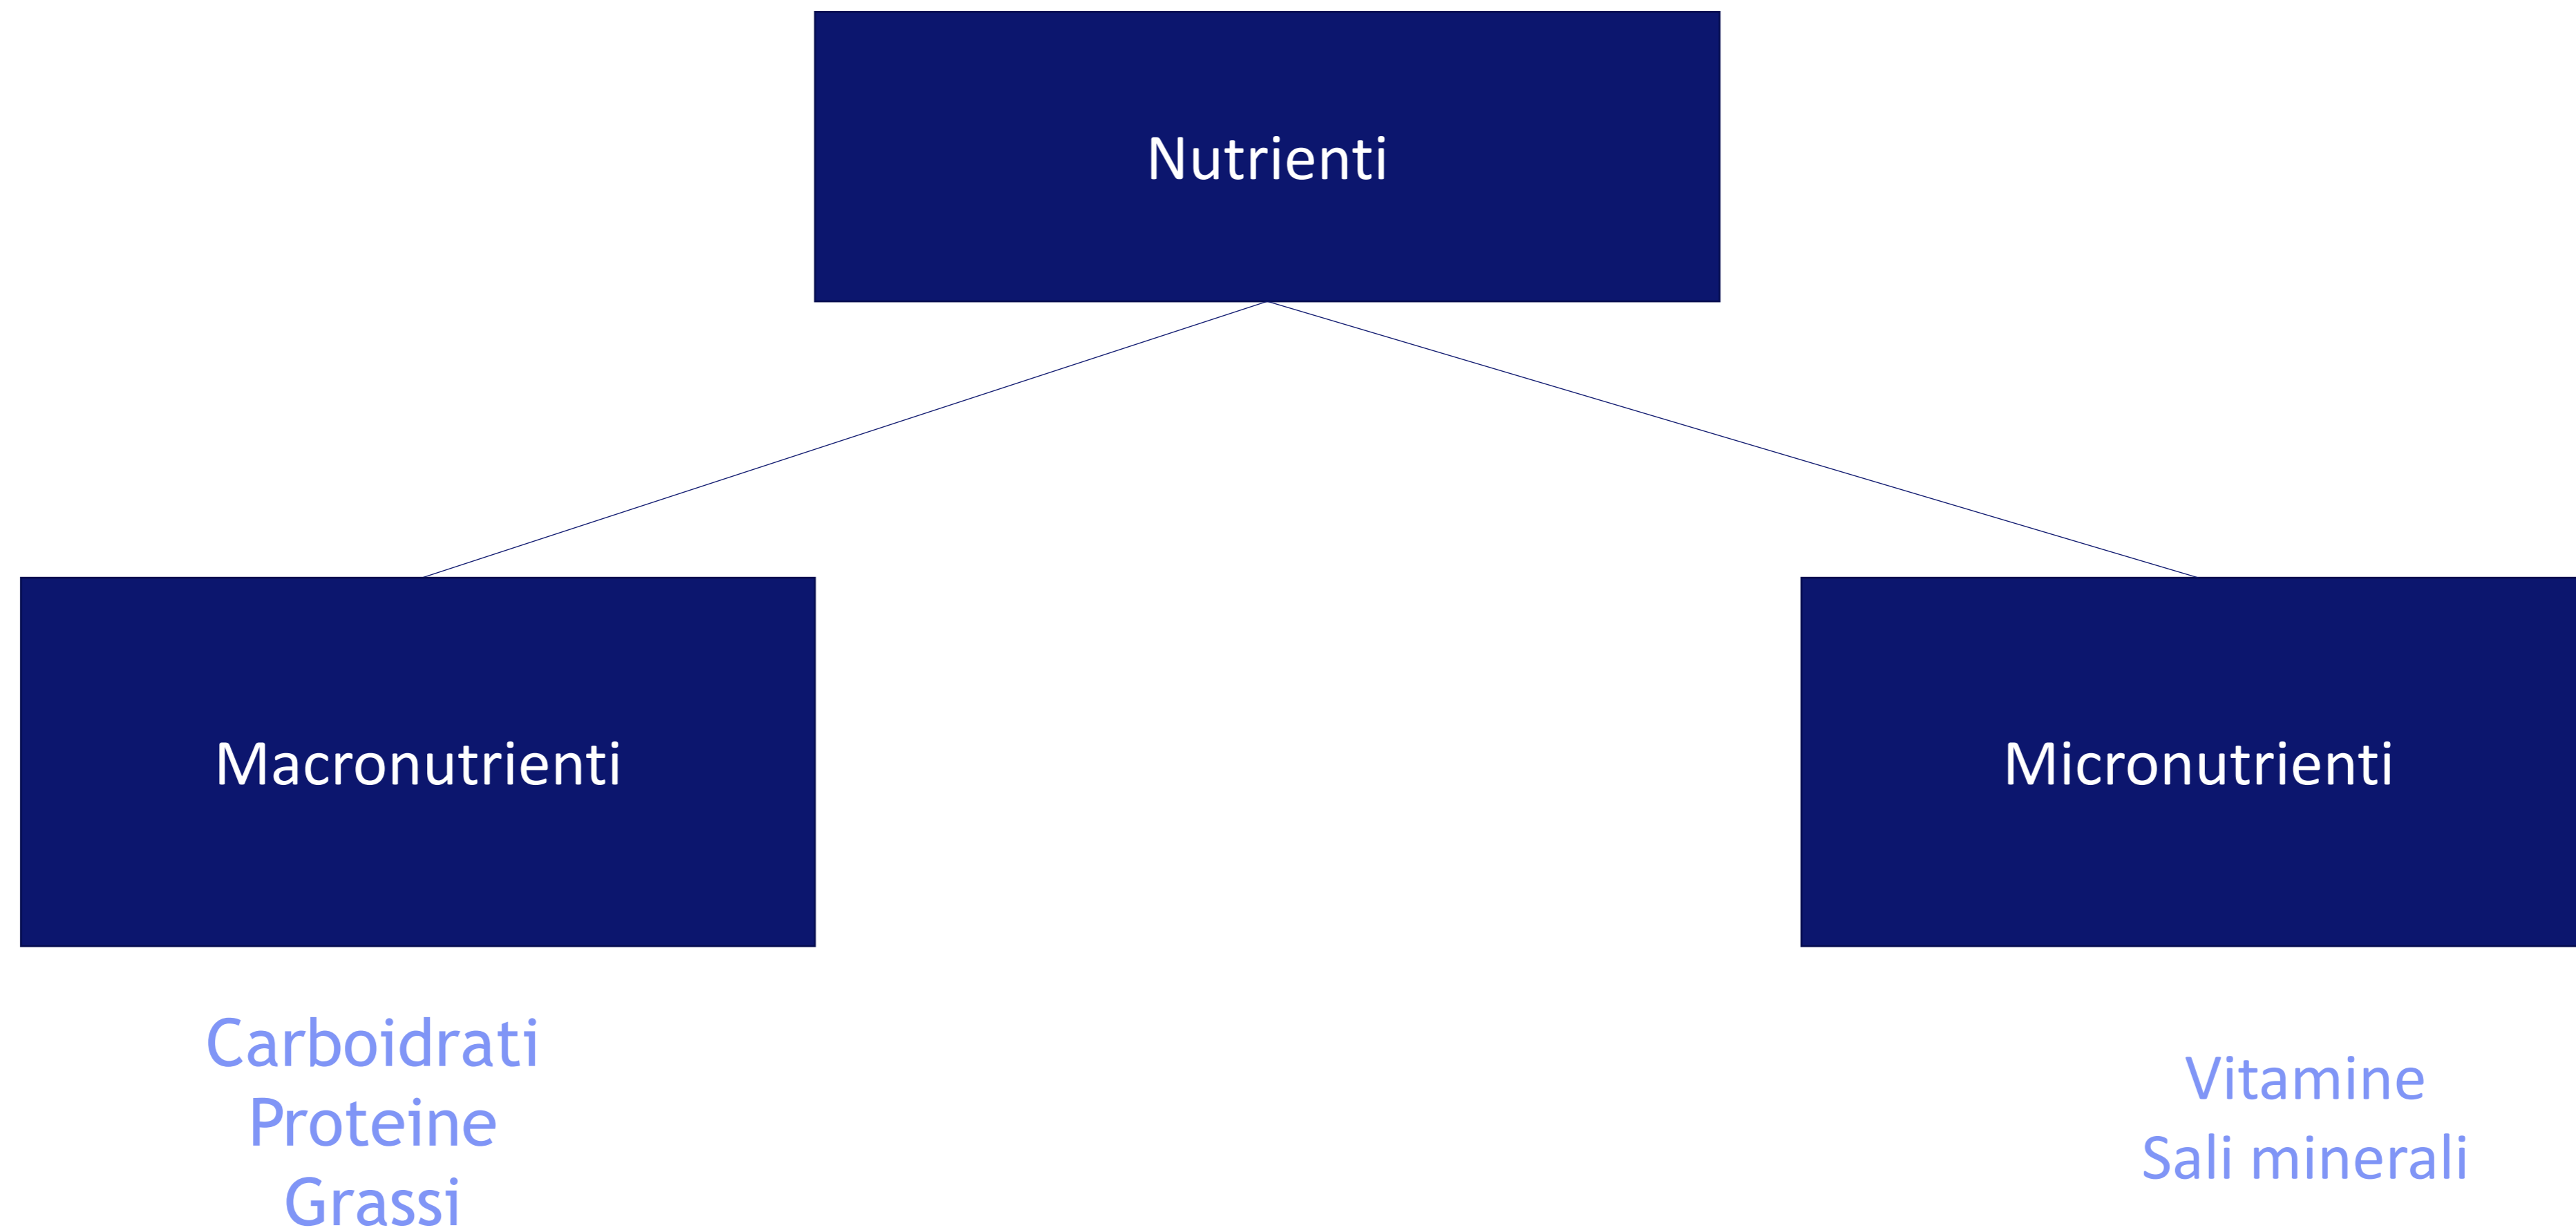 Nutrienti
Macronutrienti
Micronutrienti
Carboidrati
Proteine
Grassi
Vitamine
Sali minerali